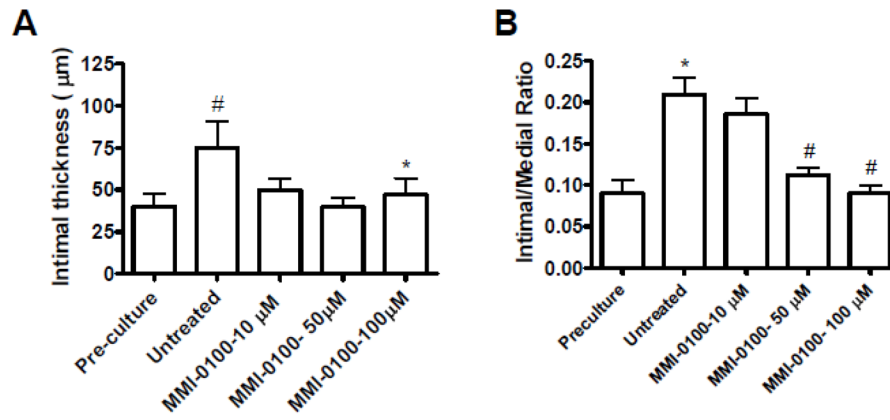 A
Intimal thickness ( μm)
125
100
75
50
25
0
#
*
Pre-culture
Untreated
MMI-0100-10 μM
MMI-0100- 50μM
MMI-0100-100μM
B
Intimal/Medial Ratio
0.25
0.20
0.15
0.10
0.05
0.00
*
#
#
Preculture
Untreated
MMI-0100-10 μM
MMI-0100- 50 μM
MMI-0100- 100 μM